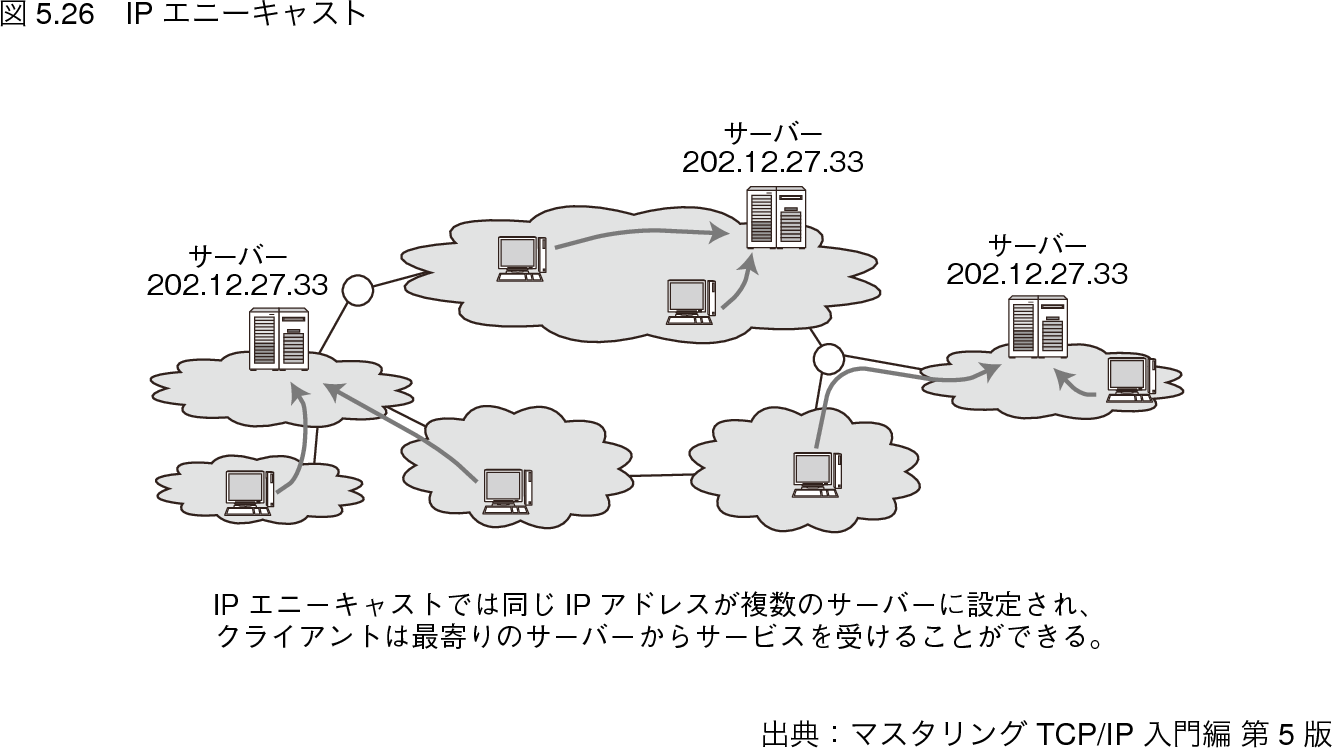 図 5.26　IP エニーキャスト
サーバー
202.12.27.33
サーバー
202.12.27.33
サーバー
202.12.27.33
IP エニーキャストでは同じ IP アドレスが複数のサーバーに設定され、
クライアントは最寄りのサーバーからサービスを受けることができる。
出典：マスタリング TCP/IP 入門編 第 5 版